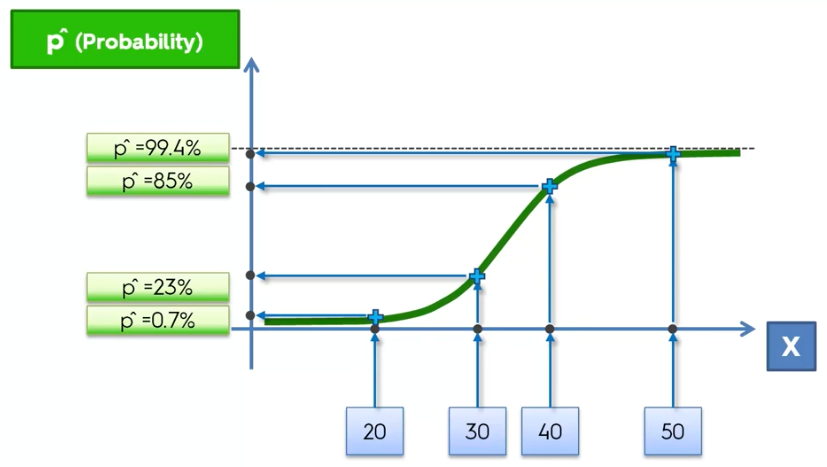 p̂ (Probability)
p̂ =99.4%
p̂ =85%
p̂ =23%
p̂ =0.7%
X
20 30 40 50